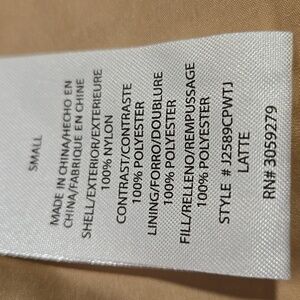 SMALL
MADE IN CHINA/HECHO EN
CHINA/FABRIQUE EN CHINE
SHELL/EXTERIOR/EXTERIEURE
100% NYLON
CONTRAST/CONTRASTE
100% POLYESTER
LINING/FORRO/DOUBLURE
100% POLYESTER
FILL/RELLENO/REMPUSSAGE
100% POLYESTER
STYLE # J2589CPWTJ
LATTE
RN# 3059279